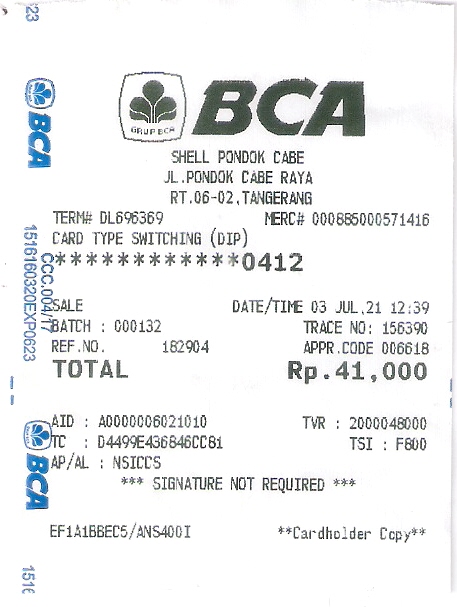 GRUP BCA
BCA
SHELL PONDOK CABE
JL.PONDOK CABE RAYA
RT.06-02,TANGERANG
TERM# DL696369 MERC# 000885000571416
CARD TYPE SWITCHING (DIP)
************0412
SALE DATE/TIME 03 JUL,21 12:39
BATCH : 000132 TRACE NO: 156390
REF.NO. 182904 APPR.CODE 006618
TOTAL Rp.41,000
AID : A0000006021010 TVR : 2000048000
TC : D4499E436846CC81 TSI : F800
AP/AL : NSICCS
*** SIGNATURE NOT REQUIRED ***
EF1A1BBEC5/ANS400I **Cardholder Copy**
23
BCA
CCC.004/17
1516160320EXP0623
BCA
1516